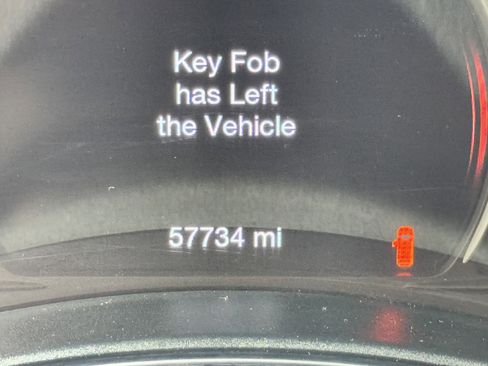 Key Fob
has Left
the Vehicle
57734 mi